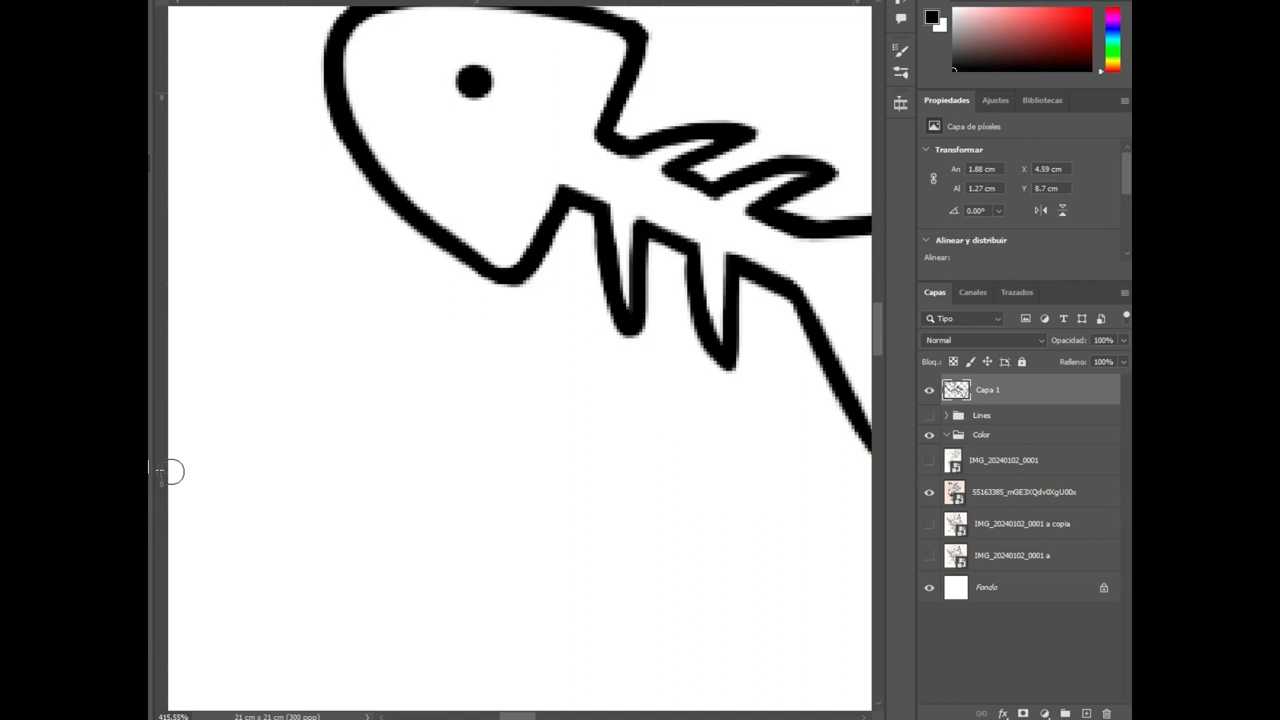 Propiedades Ajustes Bibliotecas
Capa de píxeles
Transformar
An 1.88 cm X 4.59 cm
Al 1.27 cm Y 8.7 cm
0.00°
Alinear y distribuir
Alinear:
Capas Canales Trazados
Tipo
Normal Opacidad: 100%
Bloq.: Relleno: 100%
Capa 1
Lines
Color
IMG_20240102_0001
IMG_20240102_0001 a copia
IMG_20240102_0001 a
Fondo
415.55% 21 cm x 21 cm (300 ppp)